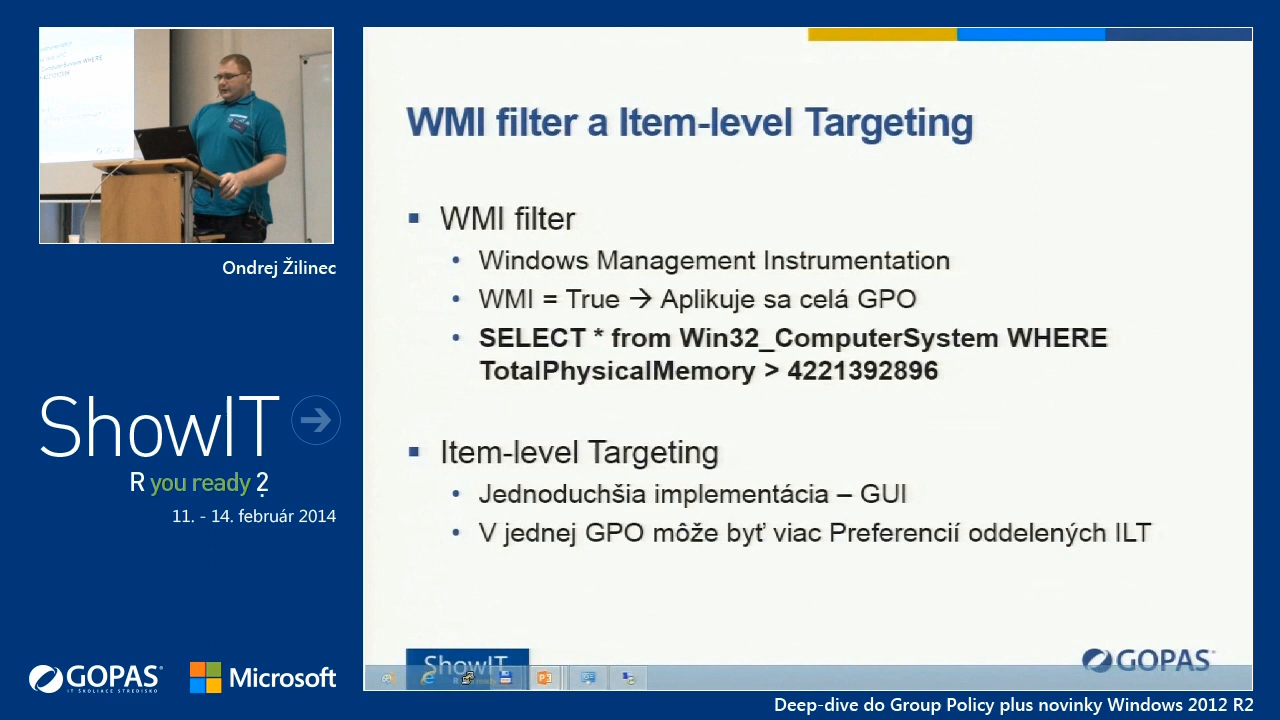 Ondrej Žilinec
ShowIT
R you ready ?
11. - 14. február 2014
GOPAS
IT ŠKOLIACE STREDISKO
Microsoft
WMI filter a Item-level Targeting
WMI filter
Windows Management Instrumentation
WMI = True → Aplikuje sa celá GPO
SELECT * from Win32_ComputerSystem WHERE
TotalPhysicalMemory > 4221392896
Item-level Targeting
Jednoduchšia implementácia – GUI
V jednej GPO môže byť viac Preferencií oddelených ILT
ShowIT
GOPAS
Deep-dive do Group Policy plus novinky Windows 2012 R2